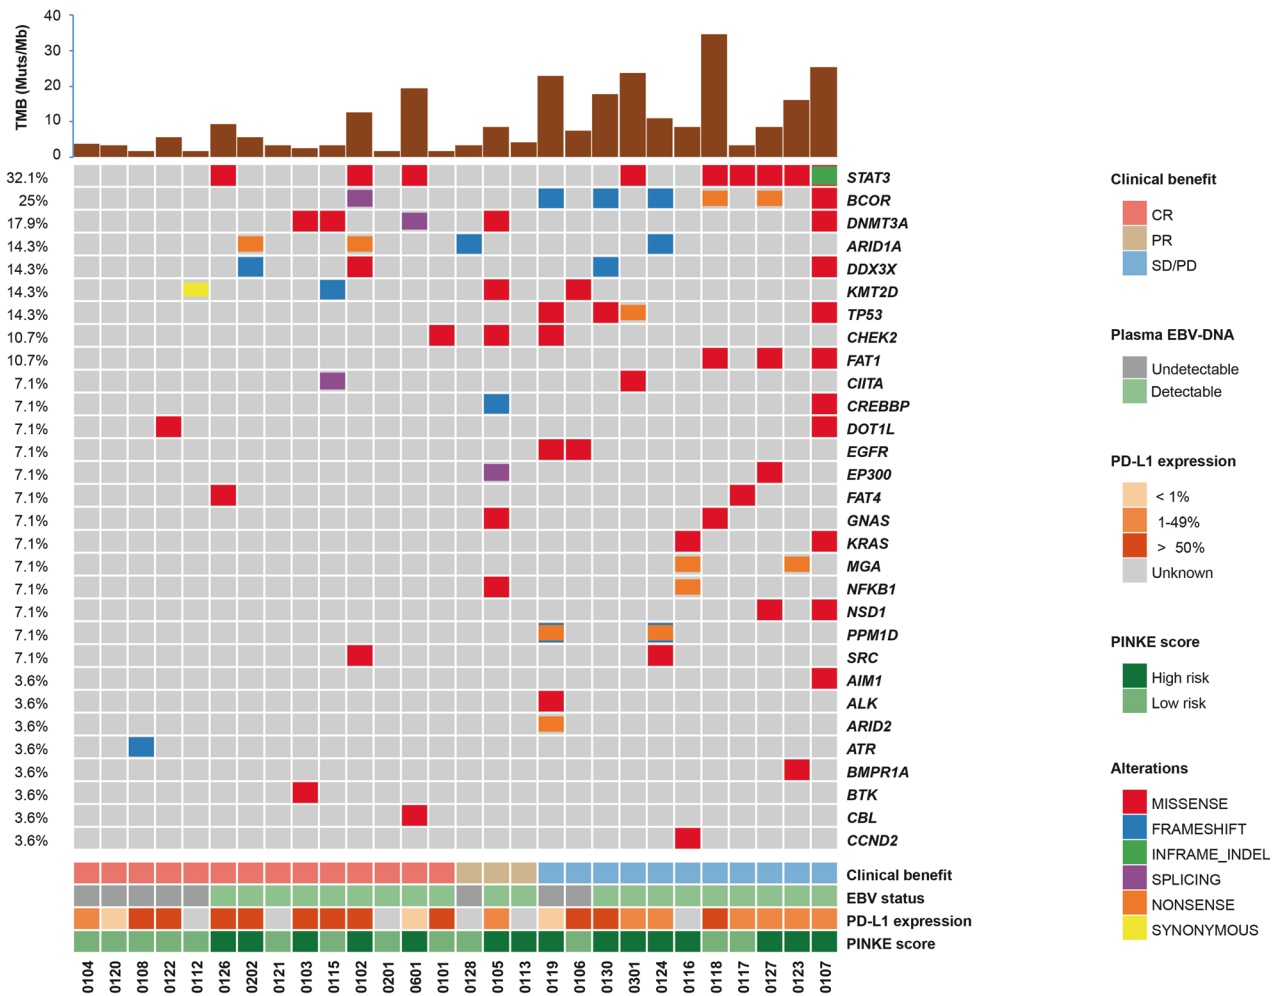 TMB (Muts/Mb)
40
30
20
10
0
32.1% STAT3
25% BCOR
17.9% DNMT3A
14.3% ARID1A
14.3% DDX3X
14.3% KMT2D
14.3% TP53
10.7% CHEK2
10.7% FAT1
7.1% CIITA
7.1% CREBBP
7.1% DOT1L
7.1% EGFR
7.1% EP300
7.1% FAT4
7.1% GNAS
7.1% KRAS
7.1% MGA
7.1% NFKB1
7.1% NSD1
7.1% PPM1D
7.1% SRC
3.6% AIM1
3.6% ALK
3.6% ARID2
3.6% ATR
3.6% BMPR1A
3.6% BTK
3.6% CBL
3.6% CCND2
Clinical benefit
EBV status
PD-L1 expression
PINKE score
0104 0120 0108 0122 0112 0126 0202 0121 0103 0115 0102 0201 0601 0101 0128 0105 0113 0119 0106 0130 0301 0124 0116 0118 0117 0127 0123 0107
Clinical benefit
CR
PR
SD/PD
Plasma EBV-DNA
Undetectable
Detectable
PD-L1 expression
< 1%
1-49%
> 50%
Unknown
PINKE score
High risk
Low risk
Alterations
MISSENSE
FRAMESHIFT
INFRAME_INDEL
SPLICING
NONSENSE
SYNONYMOUS